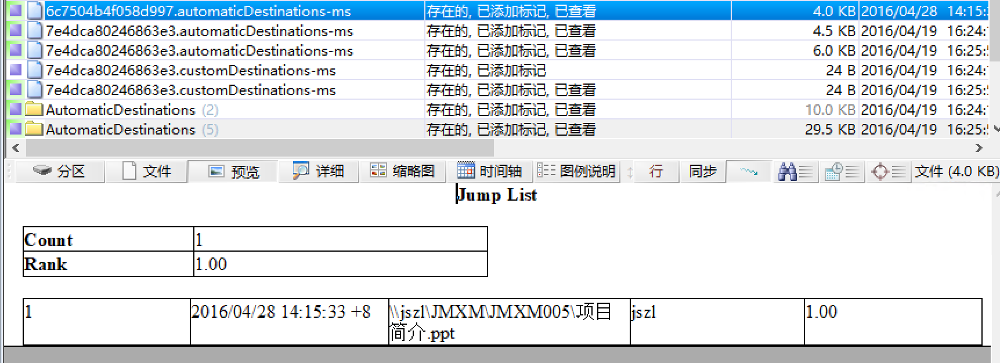 6c7504b4f058d997.automaticDestinations-ms 存在的, 已添加标记, 已查看 4.0 KB 2016/04/28 14:15:
7e4dca80246863e3.automaticDestinations-ms 存在的, 已添加标记, 已查看 4.5 KB 2016/04/19 16:24:
7e4dca80246863e3.automaticDestinations-ms 存在的, 已添加标记, 已查看 6.0 KB 2016/04/19 16:25:
7e4dca80246863e3.customDestinations-ms 存在的, 已添加标记 24 B 2016/04/19 16:24:
7e4dca80246863e3.customDestinations-ms 存在的, 已添加标记, 已查看 24 B 2016/04/19 16:25:
AutomaticDestinations (2) 存在的, 已添加标记, 已查看 10.0 KB 2016/04/19 16:24:
AutomaticDestinations (5) 存在的, 已添加标记, 已查看 29.5 KB 2016/04/19 16:25:
分区 文件 预览 详细 缩略图 时间轴 图例说明 行 同步 文件 (4.0 KB)
Jump List
Count 1
Rank 1.00
1 2016/04/28 14:15:33 +8 \\jszl\JMXM\JMXM005\项目 jszl 1.00
简介.ppt